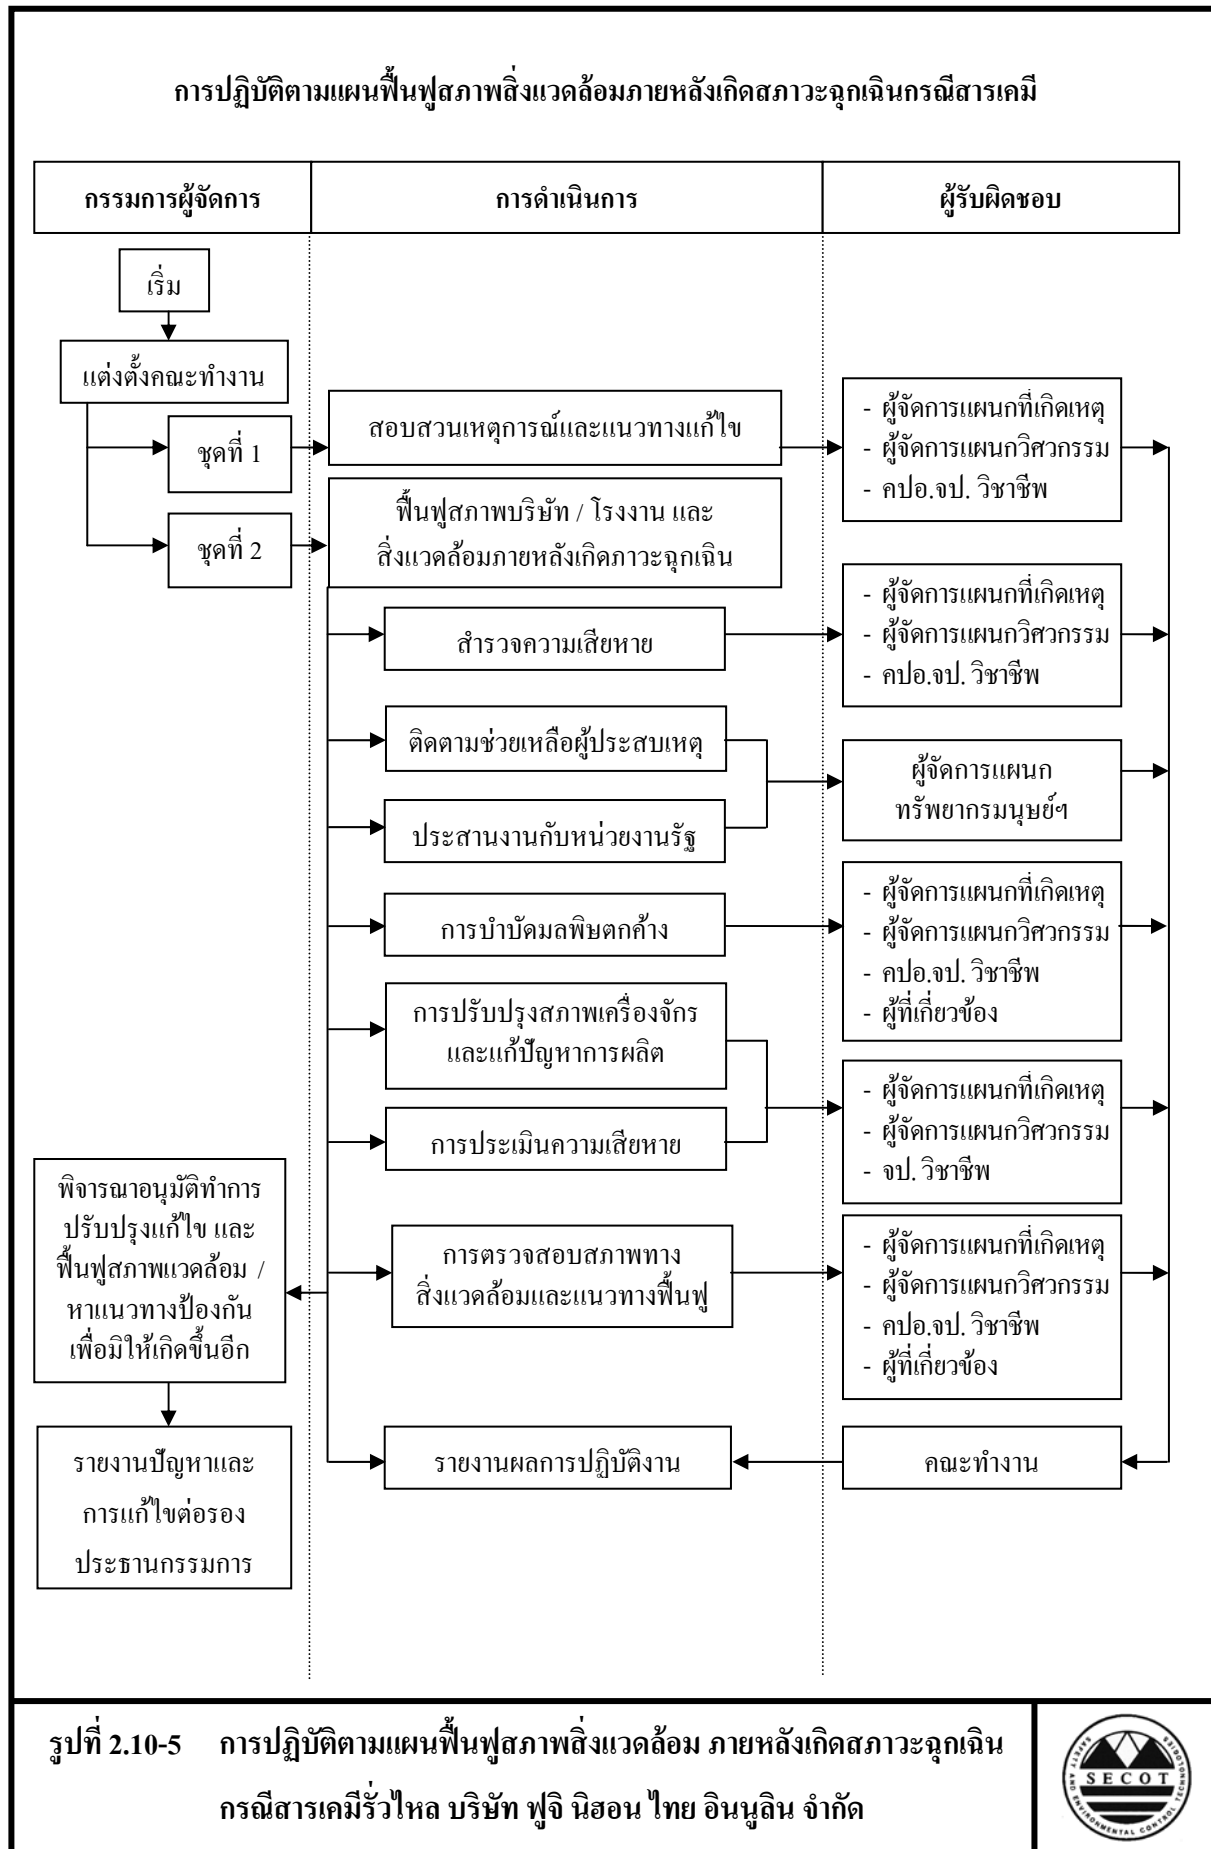 การปฏิบัติตามแผนฟื้นฟูสภาพสิ่งแวดล้อมภายหลังเกิดสภาวะฉุกเฉินกรณีสารเคมี
กรรมการผู้จัดการ
การดำเนินการ
ผู้รับผิดชอบ
เริ่ม
แต่งตั้งคณะทำงาน
ชุดที่ 1
สอบสวนเหตุการณ์และแนวทางแก้ไข
- ผู้จัดการแผนกที่เกิดเหตุ
- ผู้จัดการแผนกวิศวกรรม
- คปอ.จป. วิชาชีพ
ชุดที่ 2
ฟื้นฟูสภาพบริษัท / โรงงาน และ
สิ่งแวดล้อมภายหลังเกิดภาวะฉุกเฉิน
สำรวจความเสียหาย
- ผู้จัดการแผนกที่เกิดเหตุ
- ผู้จัดการแผนกวิศวกรรม
- คปอ.จป. วิชาชีพ
ติดตามช่วยเหลือผู้ประสบเหตุ
ประสานงานกับหน่วยงานรัฐ
ผู้จัดการแผนก
ทรัพยากรมนุษย์ฯ
การบำบัดมลพิษตกค้าง
- ผู้จัดการแผนกที่เกิดเหตุ
- ผู้จัดการแผนกวิศวกรรม
- คปอ.จป. วิชาชีพ
- ผู้ที่เกี่ยวข้อง
การปรับปรุงสภาพเครื่องจักร
และแก้ปัญหาการผลิต
การประเมินความเสียหาย
- ผู้จัดการแผนกที่เกิดเหตุ
- ผู้จัดการแผนกวิศวกรรม
- จป. วิชาชีพ
พิจารณาอนุมัติทำการ
ปรับปรุงแก้ไข และ
ฟื้นฟูสภาพแวดล้อม /
หาแนวทางป้องกัน
เพื่อมิให้เกิดขึ้นอีก
การตรวจสอบสภาพทาง
สิ่งแวดล้อมและแนวทางฟื้นฟู
- ผู้จัดการแผนกที่เกิดเหตุ
- ผู้จัดการแผนกวิศวกรรม
- คปอ.จป. วิชาชีพ
- ผู้ที่เกี่ยวข้อง
รายงานปัญหาและ
การแก้ไขต่อรอง
ประธานกรรมการ
รายงานผลการปฏิบัติงาน
คณะทำงาน
รูปที่ 2.10-5 การปฏิบัติตามแผนฟื้นฟูสภาพสิ่งแวดล้อม ภายหลังเกิดสภาวะฉุกเฉิน
กรณีสารเคมีรั่วไหล บริษัท ฟูจิ นิฮอน ไทย อินนูลิน จำกัด
SECOT
SAFETY AND ENVIRONMENTAL CONTROL TECHNOLOGIES